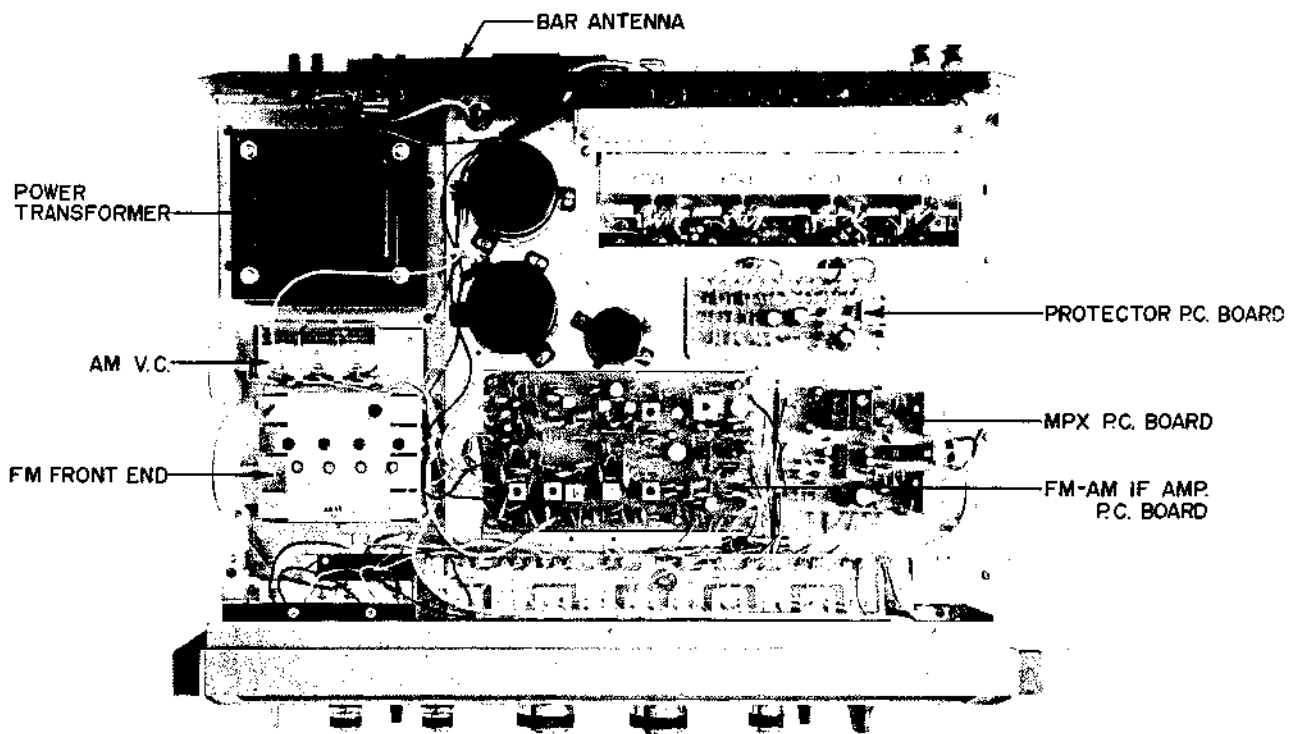 BAR ANTENNA
POWER
TRANSFORMER
PROTECTOR P.C. BOARD
AM V.C.
MPX P.C. BOARD
FM FRONT END
FM-AM IF AMP.
P.C. BOARD